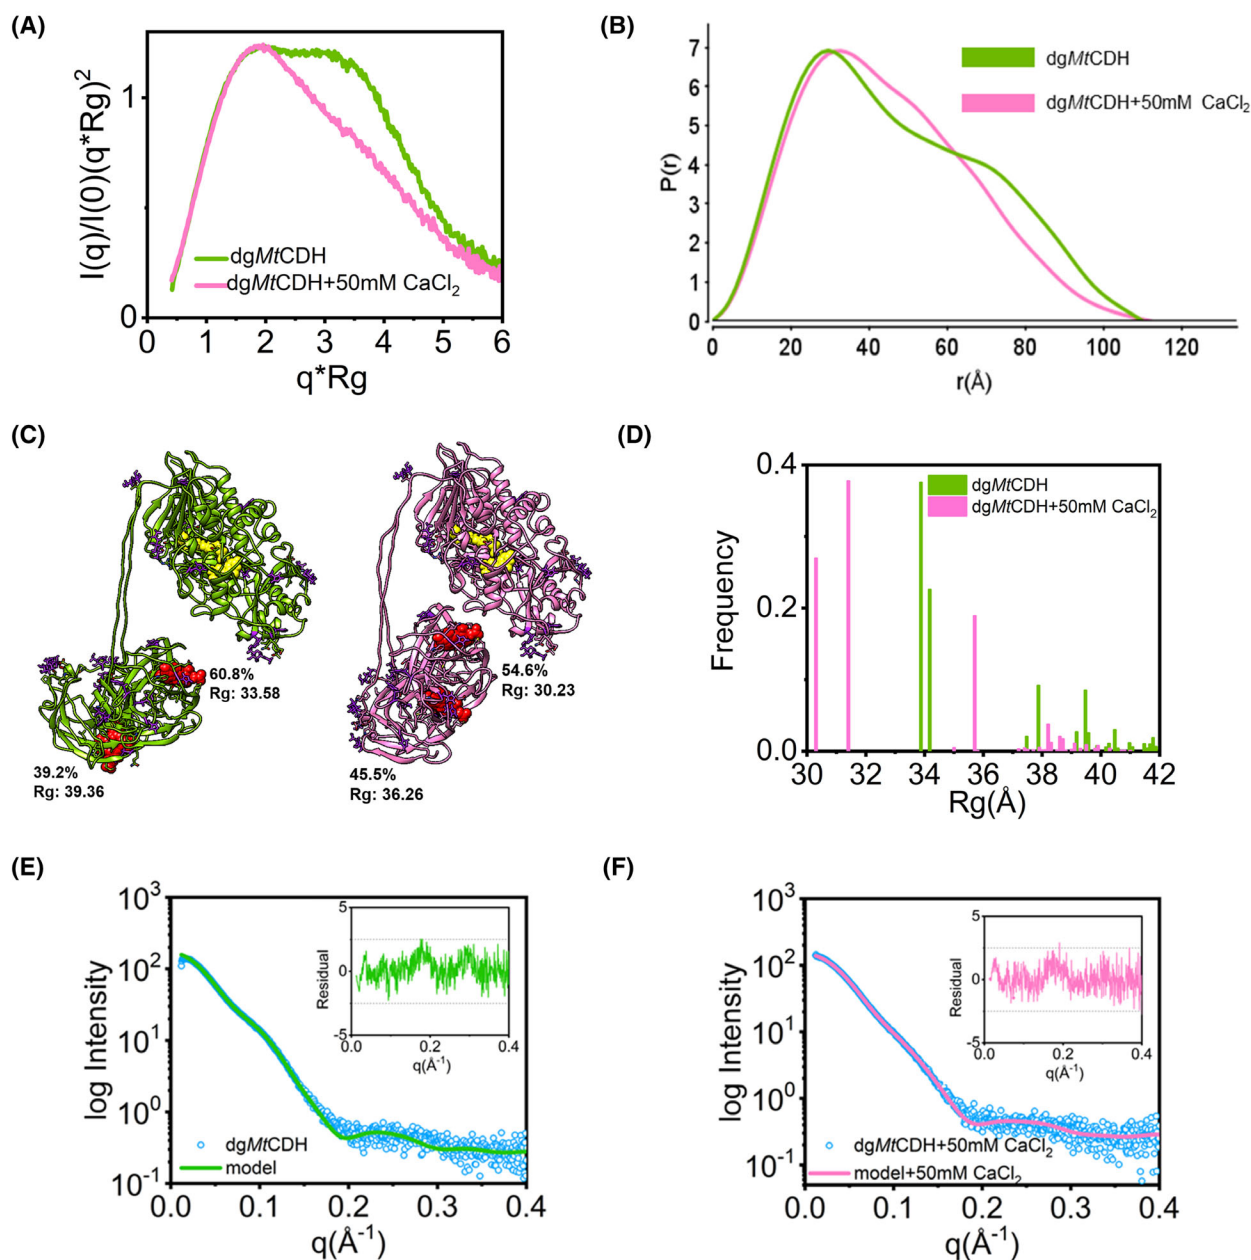 (A)
I(q)/I(0)(q*Rg)²
1
0
0 1 2 3 4 5 6
q*Rg
dgMtCDH
dgMtCDH+50mM CaCl₂
(B)
P(r)
7
6
5
4
3
2
1
0
0 20 40 60 80 100 120
r(Å)
dgMtCDH
dgMtCDH+50mM CaCl₂
(C)
60.8%
Rg: 33.58
39.2%
Rg: 39.36
54.6%
Rg: 30.23
45.5%
Rg: 36.26
(D)
Frequency
0.4
0.2
0.0
30 32 34 36 38 40 42
Rg(Å)
dgMtCDH
dgMtCDH+50mM CaCl₂
(E)
log Intensity
10³
10²
10¹
10⁰
10⁻¹
0.0 0.1 0.2 0.3 0.4
q(Å⁻¹)
dgMtCDH
model
Residual
5
0
-5
0.0 0.2 0.4
q(Å⁻¹)
(F)
log Intensity
10³
10²
10¹
10⁰
10⁻¹
0.0 0.1 0.2 0.3 0.4
q(Å⁻¹)
dgMtCDH+50mM CaCl₂
model+50mM CaCl₂
Residual
5
0
-5
0.0 0.2 0.4
q(Å⁻¹)